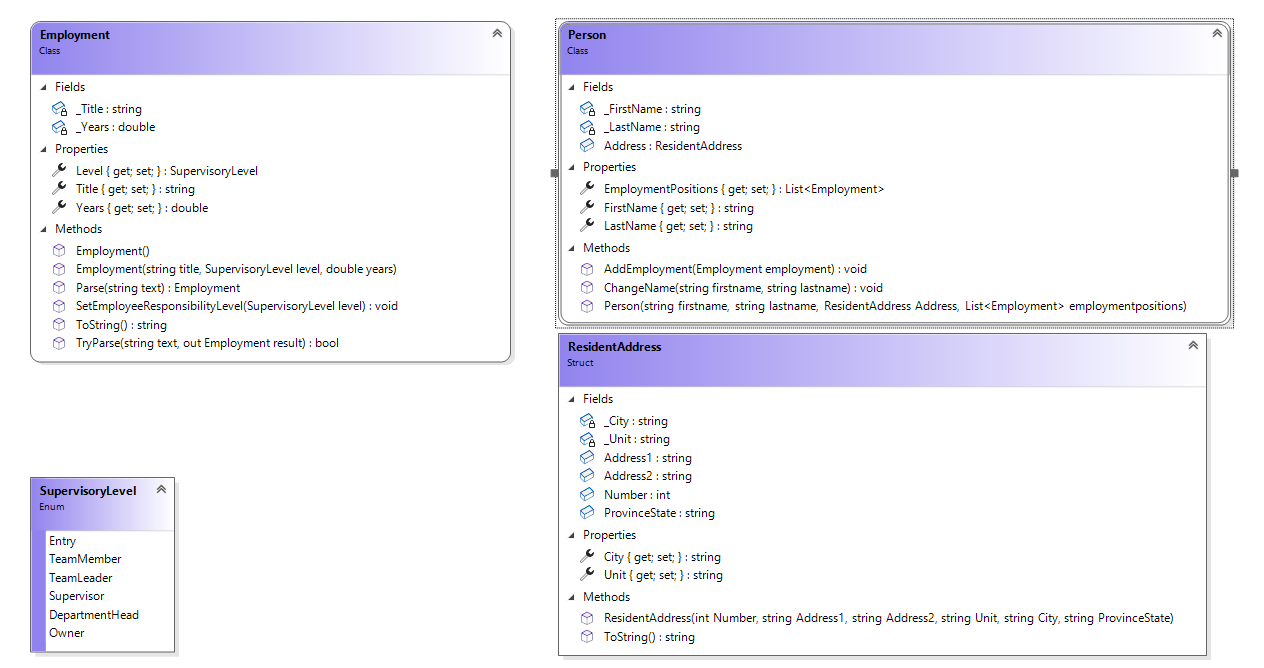 Employment
Class
Fields
_Title : string
_Years : double
Properties
Level { get; set; } : SupervisoryLevel
Title { get; set; } : string
Years { get; set; } : double
Methods
Employment()
Employment(string title, SupervisoryLevel level, double years)
Parse(string text) : Employment
SetEmployeeResponsibilityLevel(SupervisoryLevel level) : void
ToString() : string
TryParse(string text, out Employment result) : bool
Person
Class
Fields
_FirstName : string
_LastName : string
Address : ResidentAddress
Properties
EmploymentPositions { get; set; } : List<Employment>
FirstName { get; set; } : string
LastName { get; set; } : string
Methods
AddEmployment(Employment employment) : void
ChangeName(string firstname, string lastname) : void
Person(string firstname, string lastname, ResidentAddress Address, List<Employment> employmentpositions)
SupervisoryLevel
Enum
Entry
TeamMember
TeamLeader
Supervisor
DepartmentHead
Owner
ResidentAddress
Struct
Fields
_City : string
_Unit : string
Address1 : string
Address2 : string
Number : int
ProvinceState : string
Properties
City { get; set; } : string
Unit { get; set; } : string
Methods
ResidentAddress(int Number, string Address1, string Address2, string Unit, string City, string ProvinceState)
ToString() : string